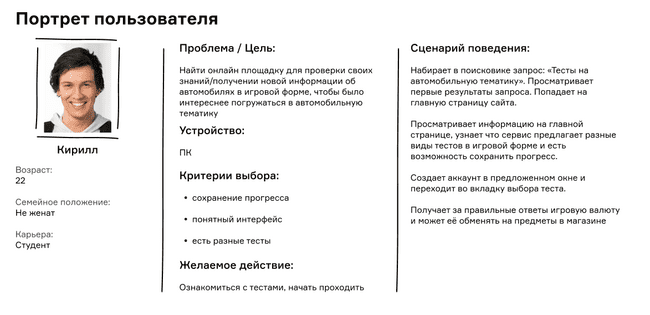 Портрет пользователя
Кирилл
Возраст:
22
Семейное положение:
Не женат
Карьера:
Студент
Проблема / Цель:
Найти онлайн площадку для проверки своих
знаний/получении новой информации об
автомобилях в игровой форме, чтобы было
интереснее погружаться в автомобильную
тематику
Устройство:
ПК
Критерии выбора:
• сохранение прогресса
• понятный интерфейс
• есть разные тесты
Желаемое действие:
Ознакомиться с тестами, начать проходить
Сценарий поведения:
Набирает в поисковике запрос: «Тесты на
автомобильную тематику». Просматривает
первые результаты запроса. Попадает на
главную страницу сайта.
Просматривает информацию на главной
странице, узнает что сервис предлагает разные
виды тестов в игровой форме и есть
возможность сохранить прогресс.
Создает аккаунт в предложенном окне и
переходит во вкладку выбора теста.
Получает за правильные ответы игровую валюту
и может её обменять на предметы в магазине